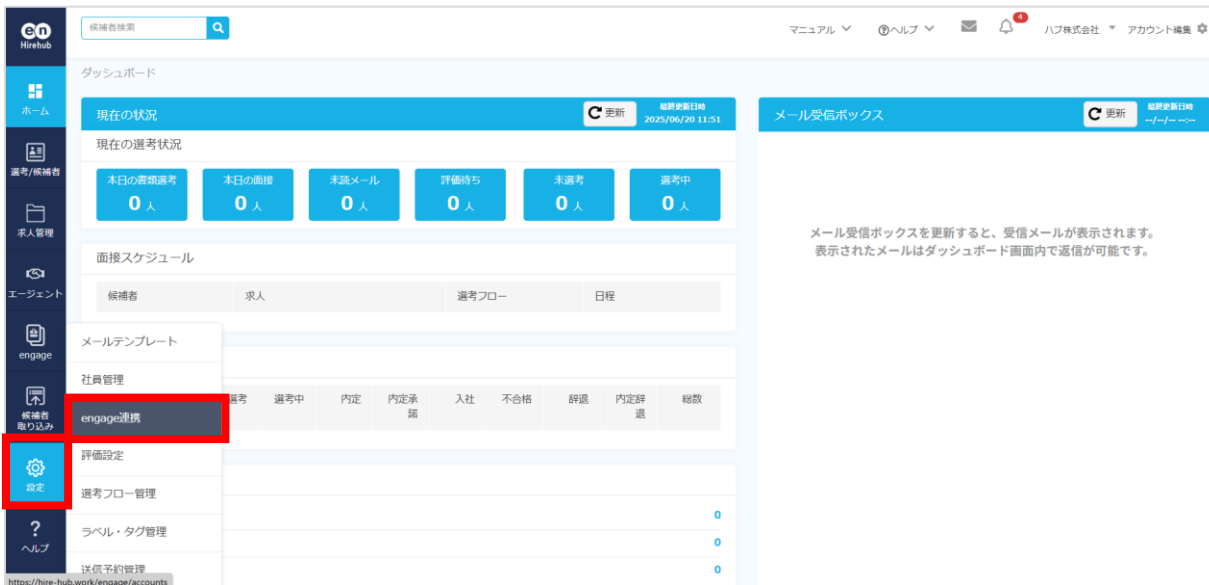 en
Hirehub
候補者検索
マニュアル
?ヘルプ
4
ハブ株式会社
アカウント編集
ダッシュボード
ホーム
選考/候補者
求人管理
エージェント
engage
候補者
取り込み
設定
?
ヘルプ
現在の状況
更新
最終更新日時
2025/06/20 11:51
現在の選考状況
本日の書類選考
0 人
本日の面接
0 人
未読メール
0 人
評価待ち
0 人
未選考
0 人
選考中
0 人
面接スケジュール
候補者 求人 選考フロー 日程
選考 選考中 内定 内定承諾 入社 不合格 辞退 内定辞退 総数
0
0
0
メールテンプレート
社員管理
engage連携
評価設定
選考フロー管理
ラベル・タグ管理
送信予約管理
メール受信ボックス
更新
最終更新日時
--/--/-- --:--
メール受信ボックスを更新すると、受信メールが表示されます。
表示されたメールはダッシュボード画面内で返信が可能です。
https://hire-hub.work/engage/accounts